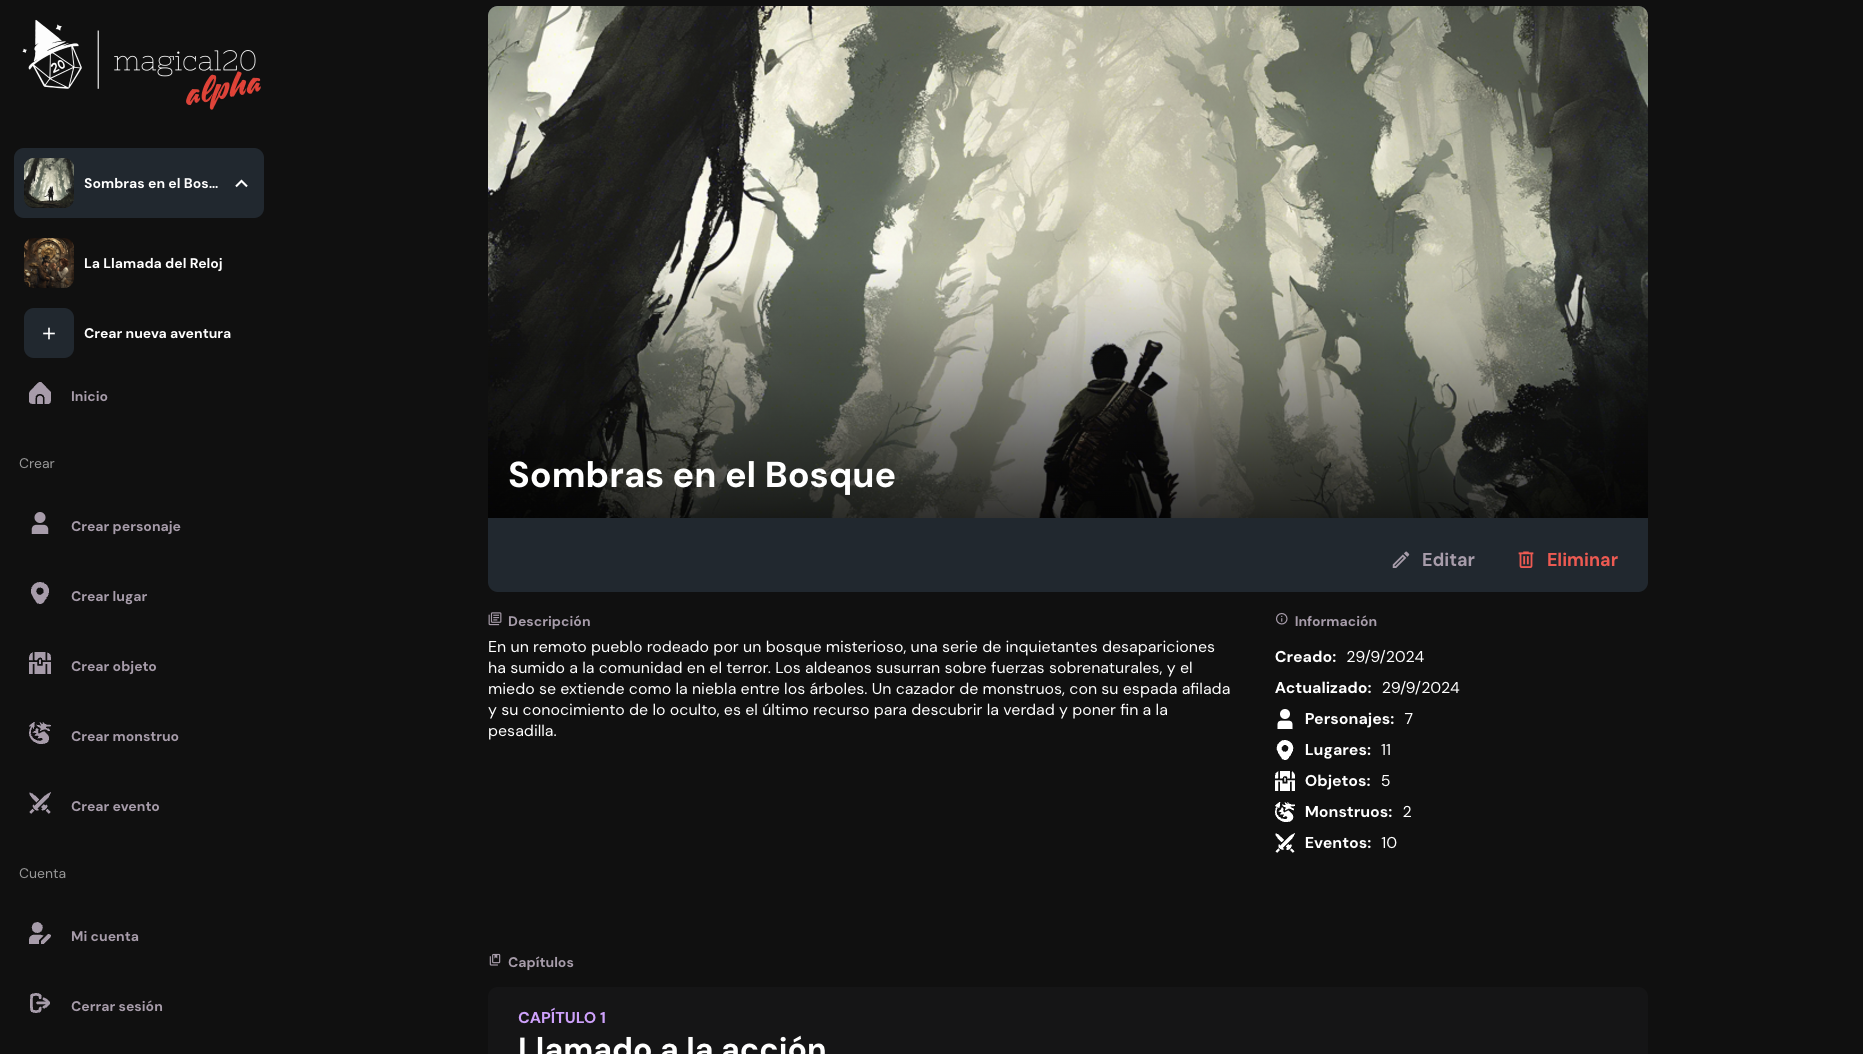 20
magical20
alpha
Sombras en el Bos...
La Llamada del Reloj
Crear nueva aventura
Inicio
Crear
Crear personaje
Crear lugar
Crear objeto
Crear monstruo
Crear evento
Cuenta
Mi cuenta
Cerrar sesión
Sombras en el Bosque
Editar
Eliminar
Descripción
En un remoto pueblo rodeado por un bosque misterioso, una serie de inquietantes desapariciones
ha sumido a la comunidad en el terror. Los aldeanos susurran sobre fuerzas sobrenaturales, y el
miedo se extiende como la niebla entre los árboles. Un cazador de monstruos, con su espada afilada
y su conocimiento de lo oculto, es el último recurso para descubrir la verdad y poner fin a la
pesadilla.
Información
Creado: 29/9/2024
Actualizado: 29/9/2024
Personajes: 7
Lugares: 11
Objetos: 5
Monstruos: 2
Eventos: 10
Capítulos
CAPÍTULO 1
Llamado a la acción